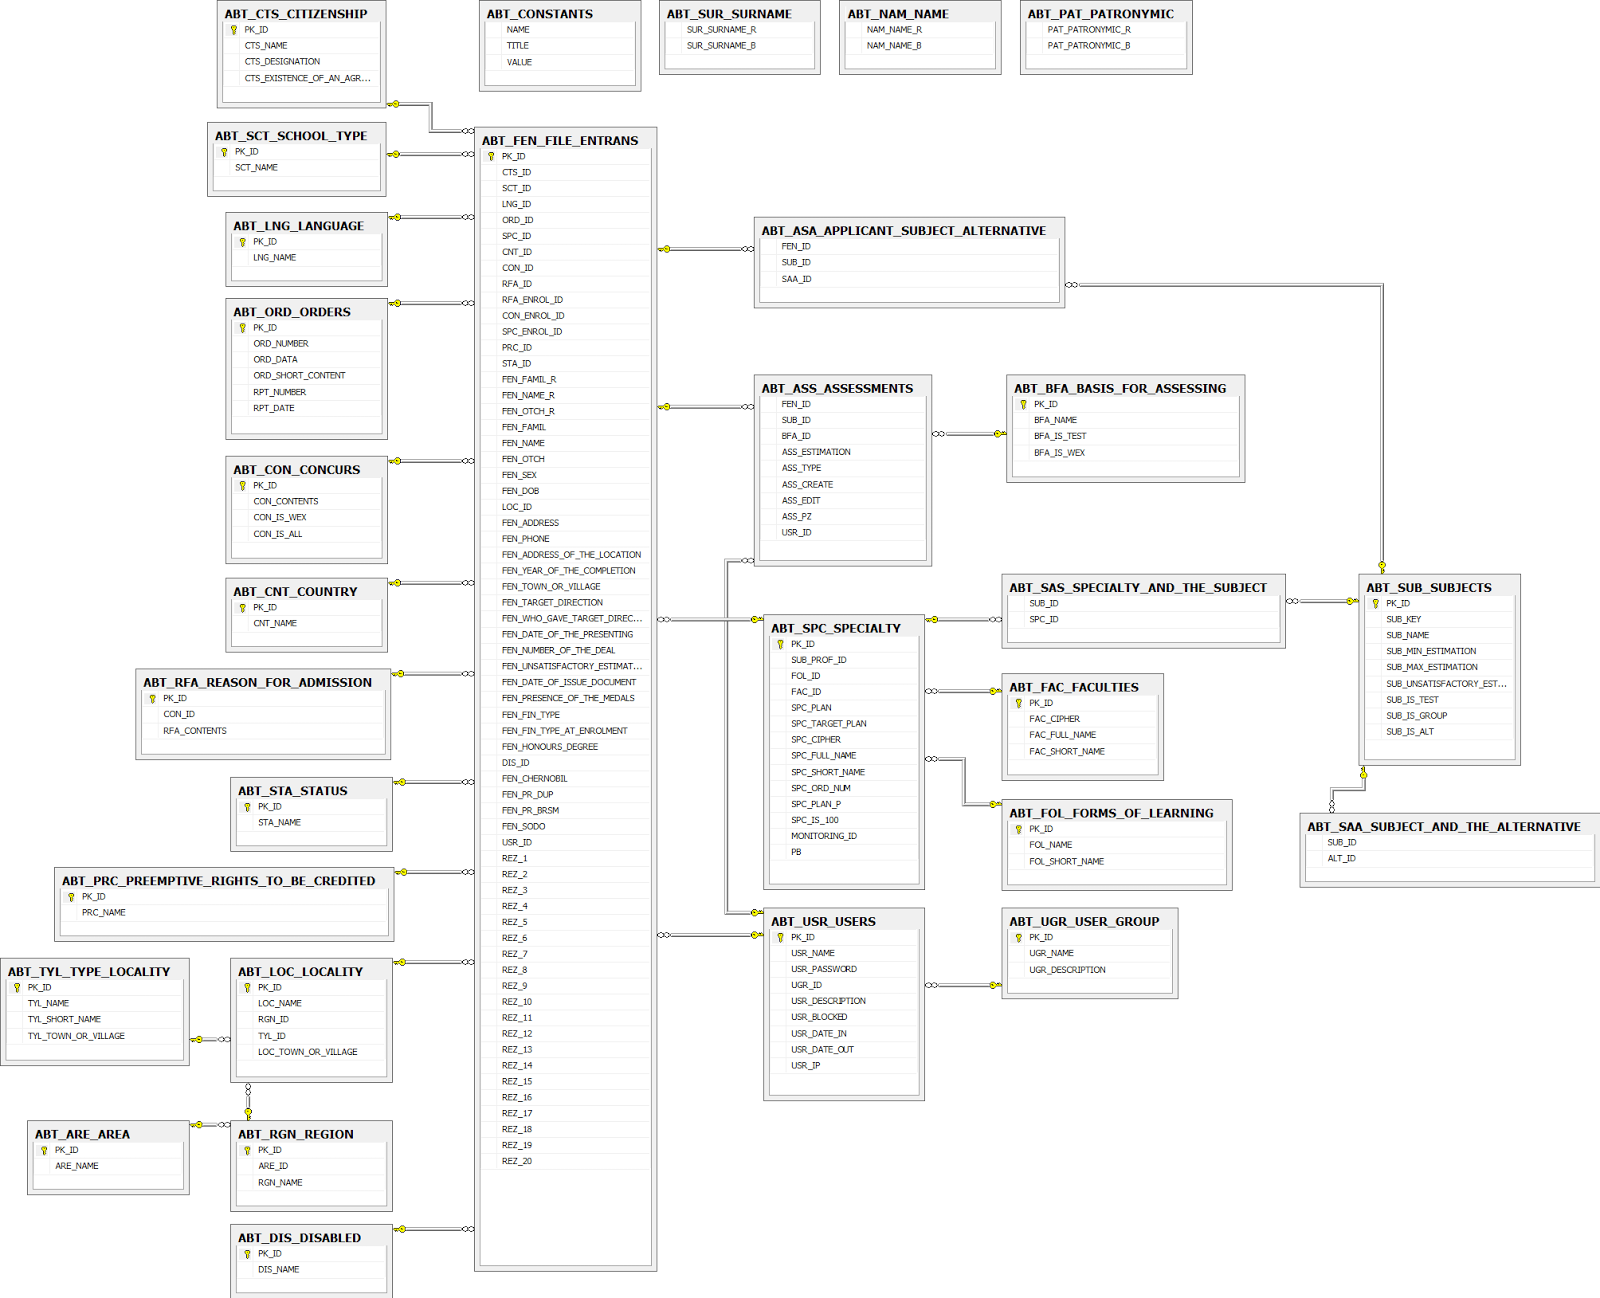 ABT_CTS_CITIZENSHIP
PK_ID
CTS_NAME
CTS_DESIGNATION
CTS_EXISTENCE_OF_AN_AGR...
ABT_CONSTANTS
NAME
TITLE
VALUE
ABT_SUR_SURNAME
SUR_SURNAME_R
SUR_SURNAME_B
ABT_NAM_NAME
NAM_NAME_R
NAM_NAME_B
ABT_PAT_PATRONYMIC
PAT_PATRONYMIC_R
PAT_PATRONYMIC_B
ABT_SCT_SCHOOL_TYPE
PK_ID
SCT_NAME
ABT_LNG_LANGUAGE
PK_ID
LNG_NAME
ABT_ORD_ORDERS
PK_ID
ORD_NUMBER
ORD_DATA
ORD_SHORT_CONTENT
RPT_NUMBER
RPT_DATE
ABT_CON_CONCURS
PK_ID
CON_CONTENTS
CON_IS_WEX
CON_IS_ALL
ABT_CNT_COUNTRY
PK_ID
CNT_NAME
ABT_RFA_REASON_FOR_ADMISSION
PK_ID
CON_ID
RFA_CONTENTS
ABT_STA_STATUS
PK_ID
STA_NAME
ABT_PRC_PREEMPTIVE_RIGHTS_TO_BE_CREDITED
PK_ID
PRC_NAME
ABT_TYL_TYPE_LOCALITY
PK_ID
TYL_NAME
TYL_SHORT_NAME
TYL_TOWN_OR_VILLAGE
ABT_LOC_LOCALITY
PK_ID
LOC_NAME
RGN_ID
TYL_ID
LOC_TOWN_OR_VILLAGE
ABT_ARE_AREA
PK_ID
ARE_NAME
ABT_RGN_REGION
PK_ID
ARE_ID
RGN_NAME
ABT_DIS_DISABLED
PK_ID
DIS_NAME
ABT_FEN_FILE_ENTRANS
PK_ID
CTS_ID
SCT_ID
LNG_ID
ORD_ID
SPC_ID
CNT_ID
CON_ID
RFA_ID
RFA_ENROL_ID
CON_ENROL_ID
SPC_ENROL_ID
PRC_ID
STA_ID
FEN_FAMIL_R
FEN_NAME_R
FEN_OTCH_R
FEN_FAMIL
FEN_NAME
FEN_OTCH
FEN_SEX
FEN_DOB
LOC_ID
FEN_ADDRESS
FEN_PHONE
FEN_ADDRESS_OF_THE_LOCATION
FEN_YEAR_OF_THE_COMPLETION
FEN_TOWN_OR_VILLAGE
FEN_TARGET_DIRECTION
FEN_WHO_GAVE_TARGET_DIREC...
FEN_DATE_OF_THE_PRESENTING
FEN_NUMBER_OF_THE_DEAL
FEN_UNSATISFACTORY_ESTIMAT...
FEN_DATE_OF_ISSUE_DOCUMENT
FEN_PRESENCE_OF_THE_MEDALS
FEN_FIN_TYPE
FEN_FIN_TYPE_AT_ENROLMENT
FEN_HONOURS_DEGREE
DIS_ID
FEN_CHERNOBIL
FEN_PR_DUP
FEN_PR_BRSM
FEN_SODO
USR_ID
REZ_1
REZ_2
REZ_3
REZ_4
REZ_5
REZ_6
REZ_7
REZ_8
REZ_9
REZ_10
REZ_11
REZ_12
REZ_13
REZ_14
REZ_15
REZ_16
REZ_17
REZ_18
REZ_19
REZ_20
ABT_ASA_APPLICANT_SUBJECT_ALTERNATIVE
FEN_ID
SUB_ID
SAA_ID
ABT_ASS_ASSESSMENTS
FEN_ID
SUB_ID
BFA_ID
ASS_ESTIMATION
ASS_TYPE
ASS_CREATE
ASS_EDIT
ASS_PZ
USR_ID
ABT_BFA_BASIS_FOR_ASSESSING
PK_ID
BFA_NAME
BFA_IS_TEST
BFA_IS_WEX
ABT_SPC_SPECIALTY
PK_ID
SUB_PROF_ID
FOL_ID
FAC_ID
SPC_PLAN
SPC_TARGET_PLAN
SPC_CIPHER
SPC_FULL_NAME
SPC_SHORT_NAME
SPC_ORD_NUM
SPC_PLAN_P
SPC_IS_100
MONITORING_ID
PB
ABT_SAS_SPECIALTY_AND_THE_SUBJECT
SUB_ID
SPC_ID
ABT_SUB_SUBJECTS
PK_ID
SUB_KEY
SUB_NAME
SUB_MIN_ESTIMATION
SUB_MAX_ESTIMATION
SUB_UNSATISFACTORY_EST...
SUB_IS_TEST
SUB_IS_GROUP
SUB_IS_ALT
ABT_FAC_FACULTIES
PK_ID
FAC_CIPHER
FAC_FULL_NAME
FAC_SHORT_NAME
ABT_FOL_FORMS_OF_LEARNING
PK_ID
FOL_NAME
FOL_SHORT_NAME
ABT_SAA_SUBJECT_AND_THE_ALTERNATIVE
SUB_ID
ALT_ID
ABT_USR_USERS
PK_ID
USR_NAME
USR_PASSWORD
UGR_ID
USR_DESCRIPTION
USR_BLOCKED
USR_DATE_IN
USR_DATE_OUT
USR_IP
ABT_UGR_USER_GROUP
PK_ID
UGR_NAME
UGR_DESCRIPTION